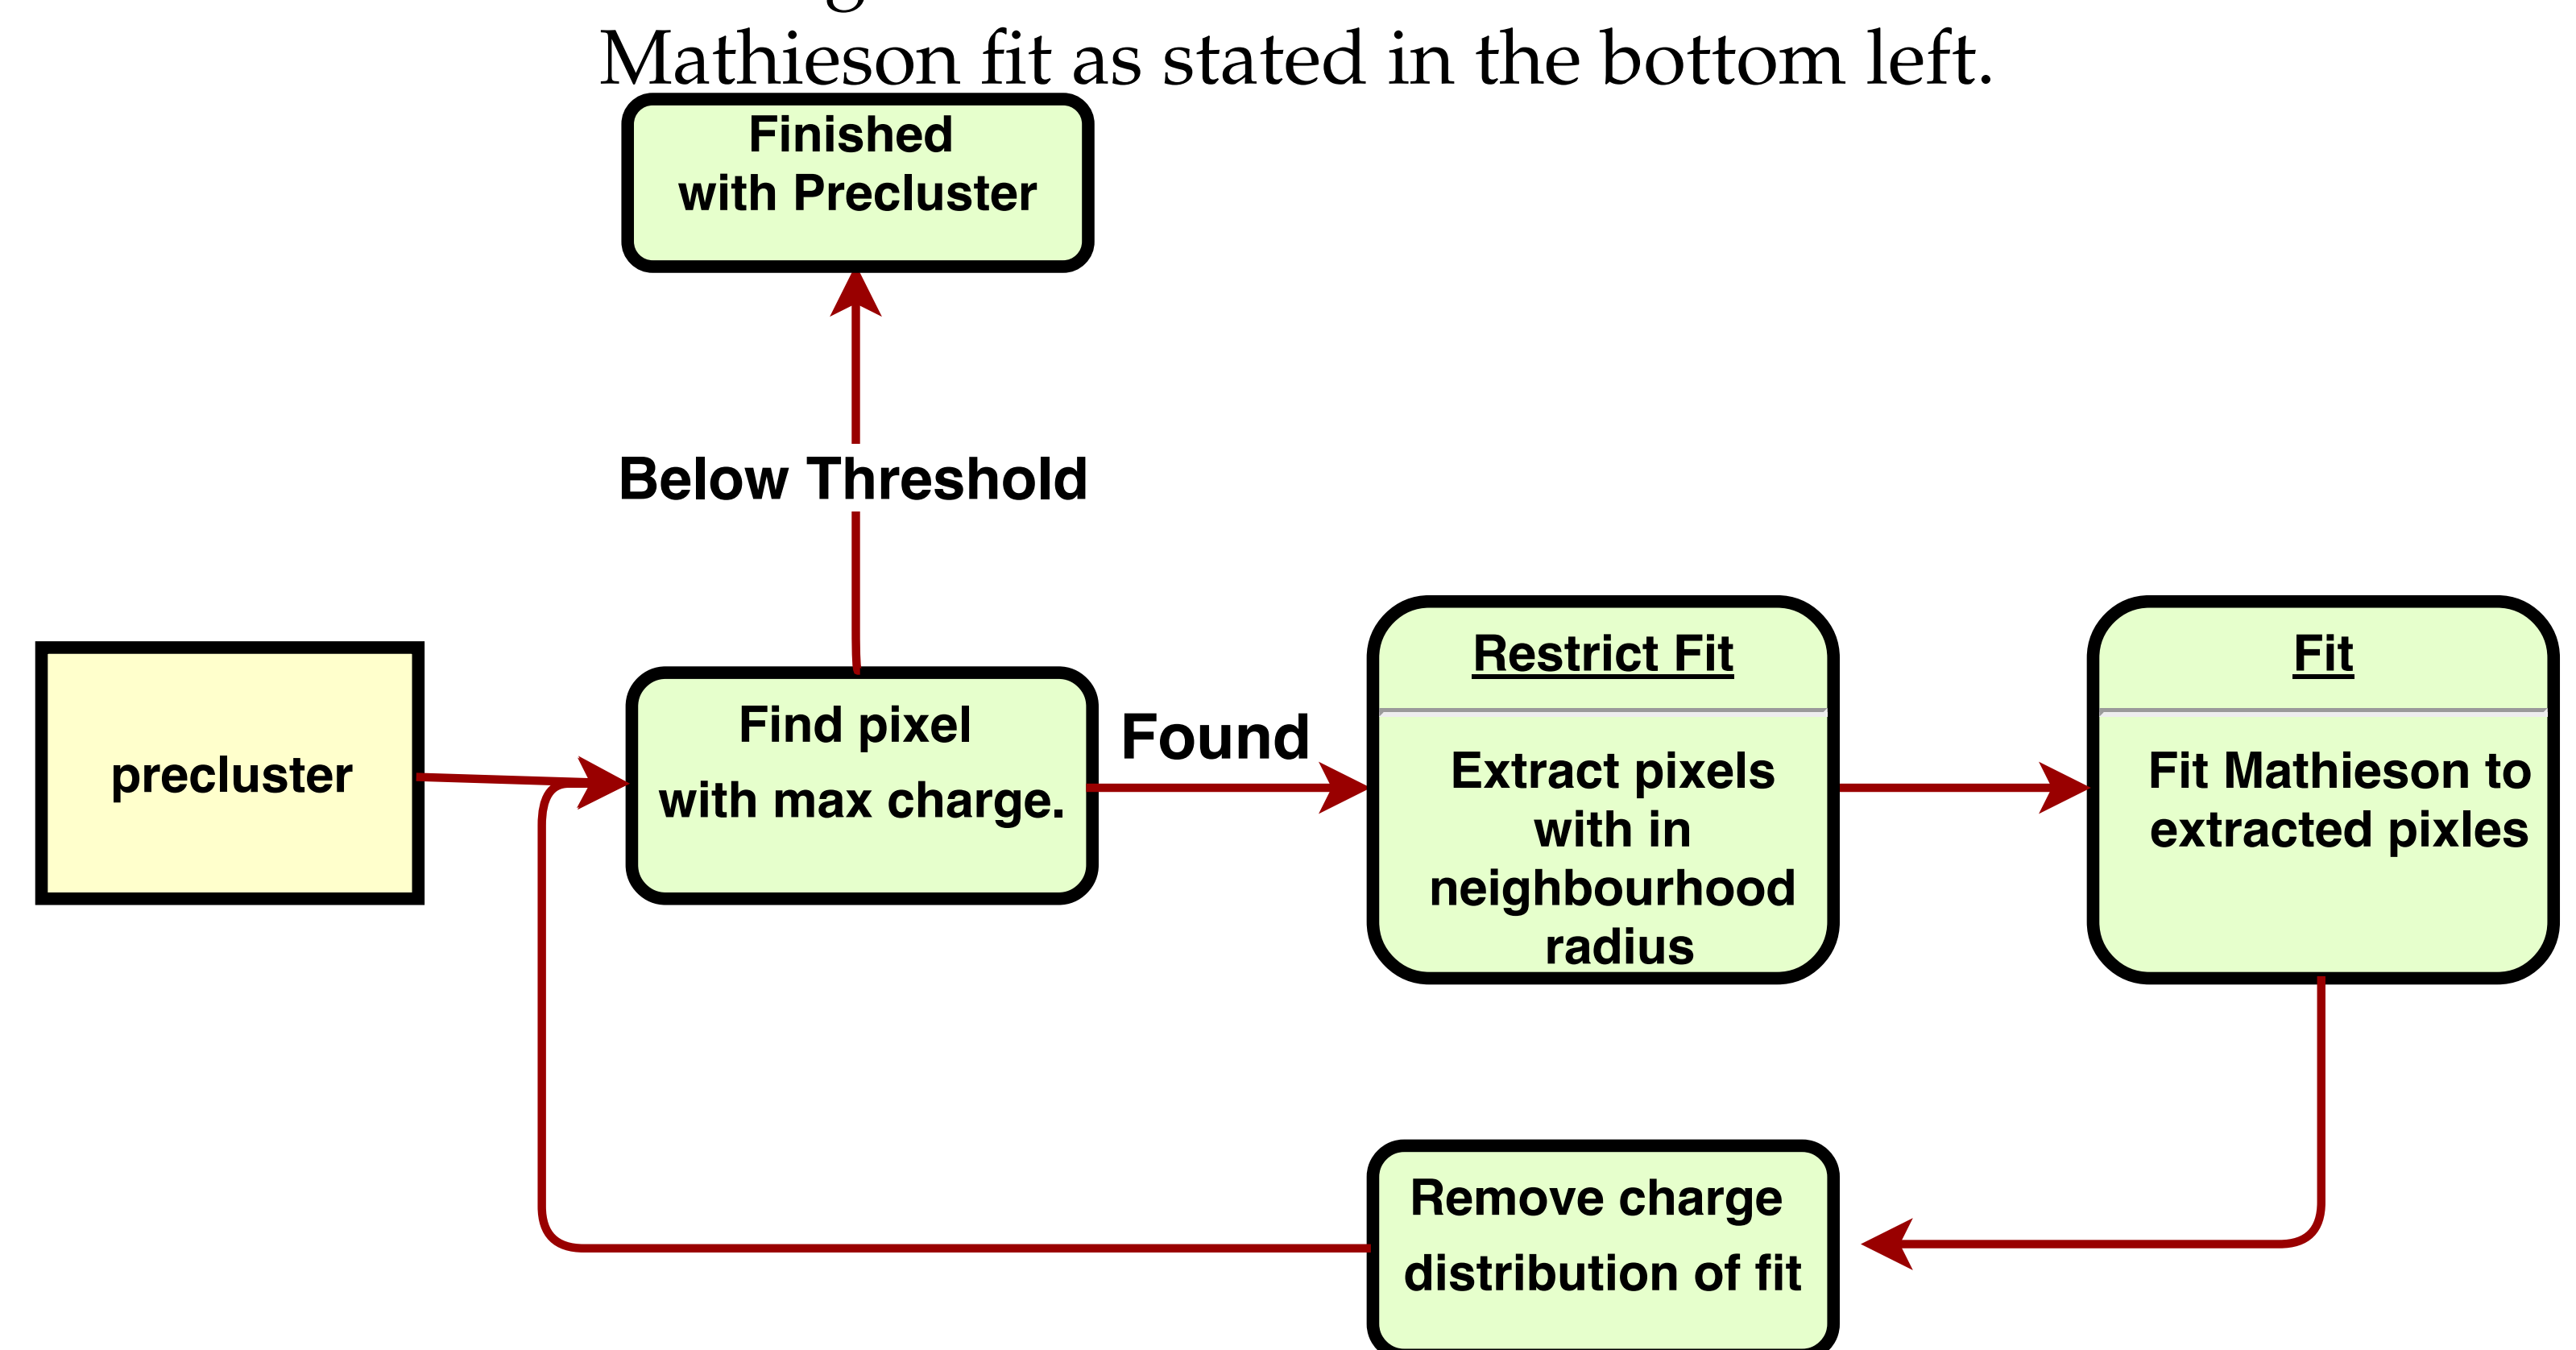 Mathieson fit as stated in the bottom left.
Finished
with Precluster
Below Threshold
precluster
Find pixel
with max charge.
Found
Restrict Fit
Extract pixels
with in
neighbourhood
radius
Fit
Fit Mathieson to
extracted pixles
Remove charge
distribution of fit